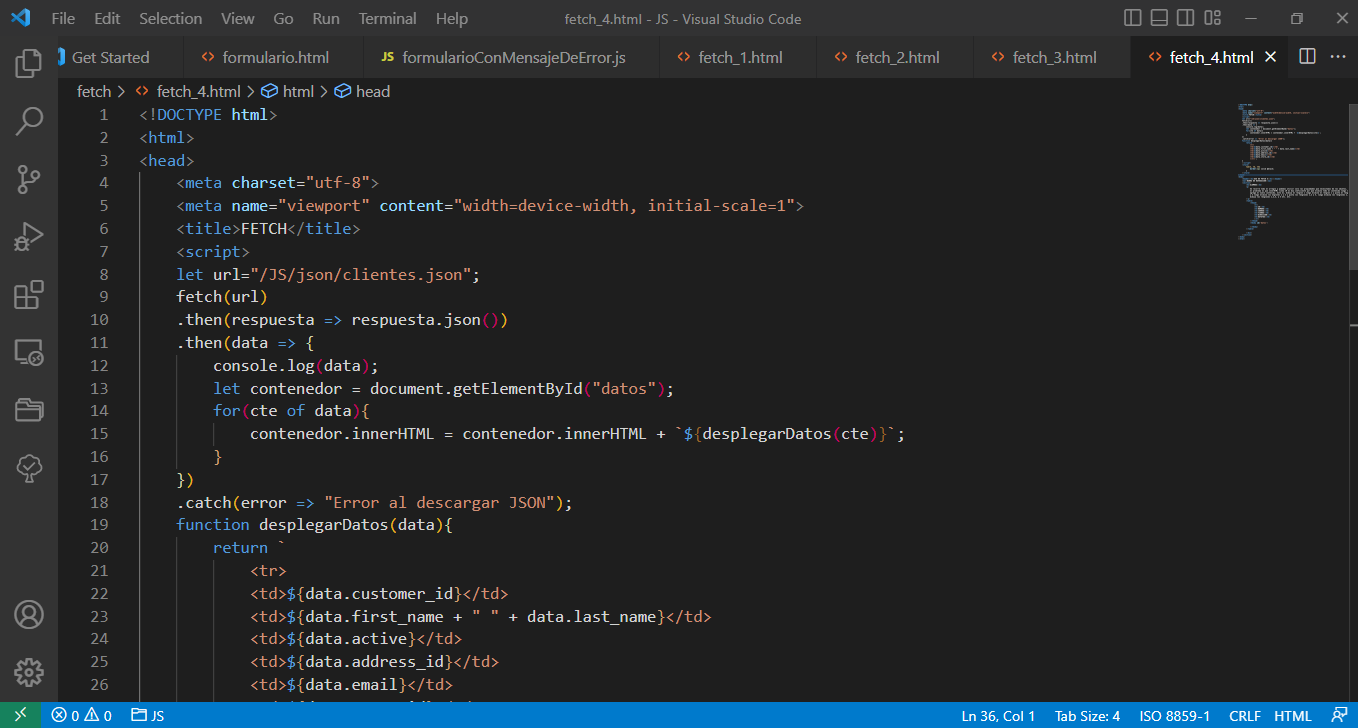 File Edit Selection View Go Run Terminal Help fetch_4.html - JS - Visual Studio Code
Get Started <> formulario.html JS formularioConMensajeDeError.js <> fetch_1.html <> fetch_2.html <> fetch_3.html <> fetch_4.html
fetch > <> fetch_4.html > html > head
1 <!DOCTYPE html>
2 <html>
3 <head>
4 <meta charset="utf-8">
5 <meta name="viewport" content="width=device-width, initial-scale=1">
6 <title>FETCH</title>
7 <script>
8 let url="/JS/json/clientes.json";
9 fetch(url)
10 .then(respuesta => respuesta.json())
11 .then(data => {
12 console.log(data);
13 let contenedor = document.getElementById("datos");
14 for(cte of data){
15 contenedor.innerHTML = contenedor.innerHTML + `${desplegarDatos(cte)}`;
16 }
17 })
18 .catch(error => "Error al descargar JSON");
19 function desplegarDatos(data){
20 return `
21 <tr>
22 <td>${data.customer_id}</td>
23 <td>${data.first_name + " " + data.last_name}</td>
24 <td>${data.active}</td>
25 <td>${data.address_id}</td>
26 <td>${data.email}</td>
0 0 JS Ln 36, Col 1 Tab Size: 4 ISO 8859-1 CRLF HTML